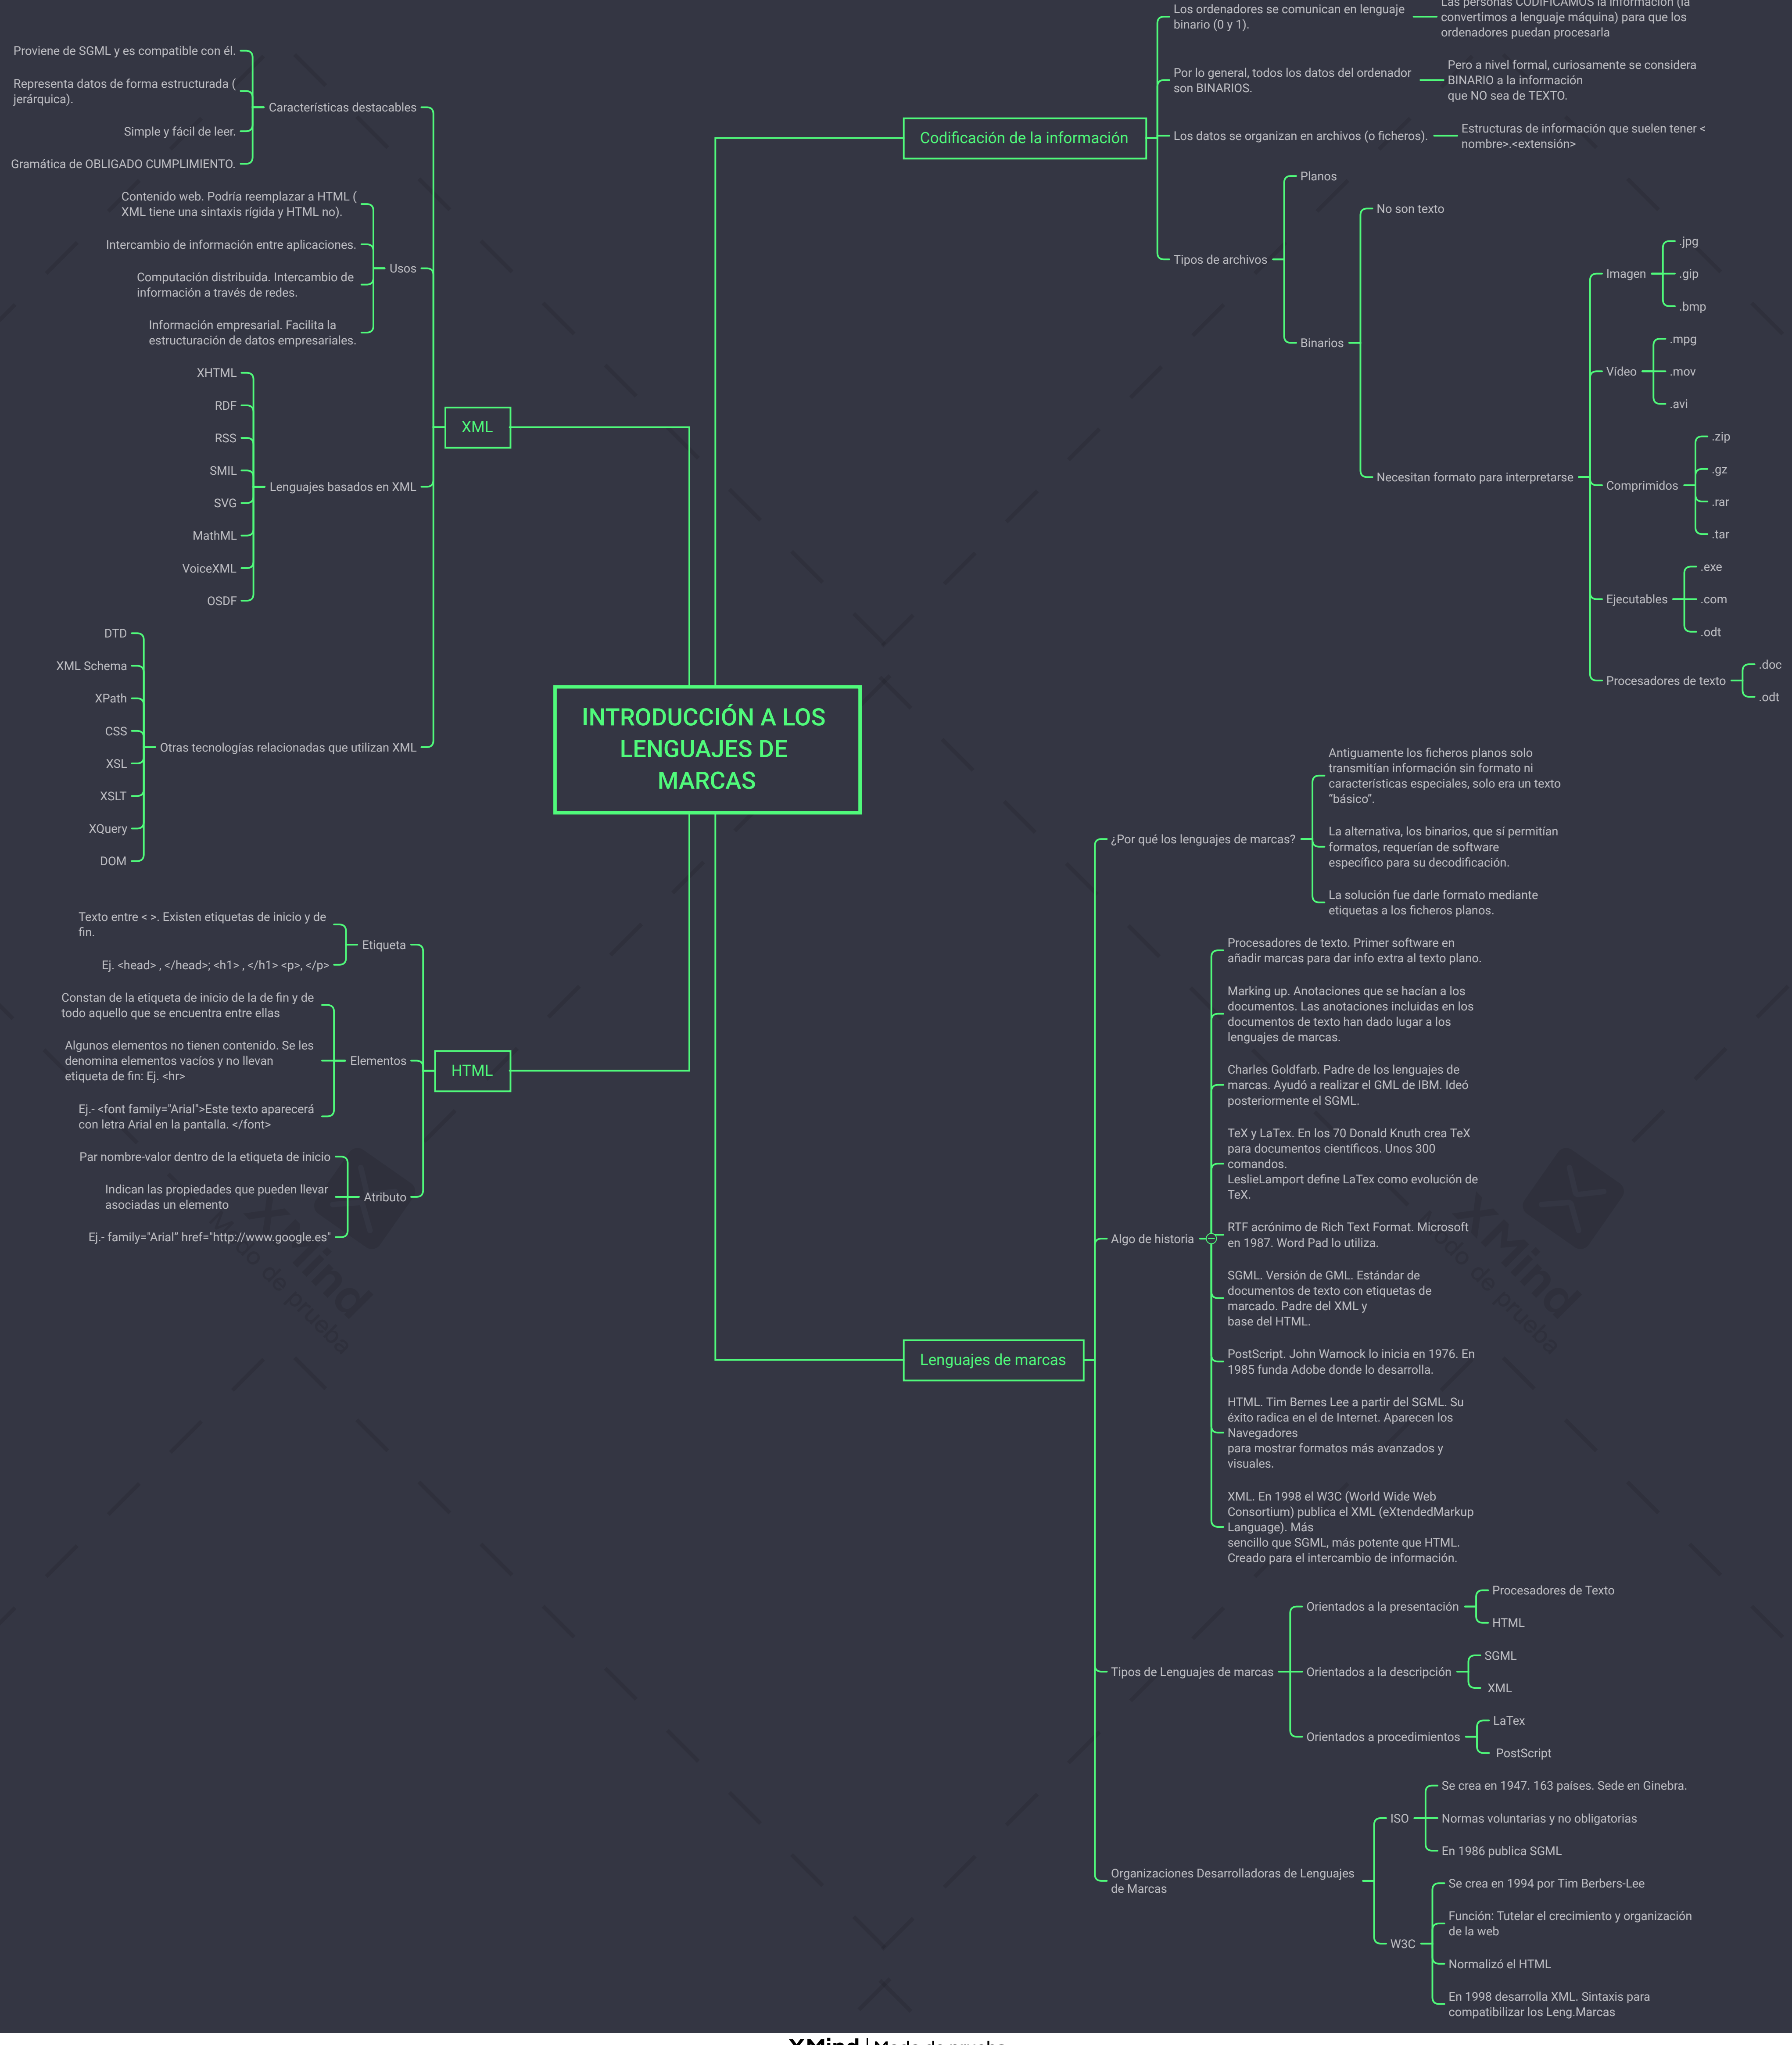 INTRODUCCIÓN A LOS
LENGUAJES DE
MARCAS
Codificación de la información
Los ordenadores se comunican en lenguaje
binario (0 y 1).
Las personas CODIFICAMOS la información (la
convertimos a lenguaje máquina) para que los
ordenadores puedan procesarla
Por lo general, todos los datos del ordenador
son BINARIOS.
Pero a nivel formal, curiosamente se considera
BINARIO a la información
que NO sea de TEXTO.
Los datos se organizan en archivos (o ficheros).
Estructuras de información que suelen tener <
nombre>.<extensión>
Tipos de archivos
Planos
Binarios
No son texto
Necesitan formato para interpretarse
Imagen
.jpg
.gip
.bmp
Vídeo
.mpg
.mov
.avi
Comprimidos
.zip
.gz
.rar
.tar
Ejecutables
.exe
.com
.odt
Procesadores de texto
.doc
.odt
Lenguajes de marcas
¿Por qué los lenguajes de marcas?
Antiguamente los ficheros planos solo
transmitían información sin formato ni
características especiales, solo era un texto
“básico”.
La alternativa, los binarios, que sí permitían
formatos, requerían de software
específico para su decodificación.
La solución fue darle formato mediante
etiquetas a los ficheros planos.
Algo de historia
Procesadores de texto. Primer software en
añadir marcas para dar info extra al texto plano.
Marking up. Anotaciones que se hacían a los
documentos. Las anotaciones incluidas en los
documentos de texto han dado lugar a los
lenguajes de marcas.
Charles Goldfarb. Padre de los lenguajes de
marcas. Ayudó a realizar el GML de IBM. Ideó
posteriormente el SGML.
TeX y LaTex. En los 70 Donald Knuth crea TeX
para documentos científicos. Unos 300
comandos.
LeslieLamport define LaTex como evolución de
TeX.
RTF acrónimo de Rich Text Format. Microsoft
en 1987. Word Pad lo utiliza.
SGML. Versión de GML. Estándar de
documentos de texto con etiquetas de
marcado. Padre del XML y
base del HTML.
PostScript. John Warnock lo inicia en 1976. En
1985 funda Adobe donde lo desarrolla.
HTML. Tim Bernes Lee a partir del SGML. Su
éxito radica en el de Internet. Aparecen los
Navegadores
para mostrar formatos más avanzados y
visuales.
XML. En 1998 el W3C (World Wide Web
Consortium) publica el XML (eXtendedMarkup
Language). Más
sencillo que SGML, más potente que HTML.
Creado para el intercambio de información.
Tipos de Lenguajes de marcas
Orientados a la presentación
Procesadores de Texto
HTML
Orientados a la descripción
SGML
XML
Orientados a procedimientos
LaTex
PostScript
Organizaciones Desarrolladoras de Lenguajes
de Marcas
ISO
Se crea en 1947. 163 países. Sede en Ginebra.
Normas voluntarias y no obligatorias
En 1986 publica SGML
W3C
Se crea en 1994 por Tim Berbers-Lee
Función: Tutelar el crecimiento y organización
de la web
Normalizó el HTML
En 1998 desarrolla XML. Sintaxis para
compatibilizar los Leng.Marcas
XML
Características destacables
Proviene de SGML y es compatible con él.
Representa datos de forma estructurada (
jerárquica).
Simple y fácil de leer.
Gramática de OBLIGADO CUMPLIMIENTO.
Usos
Contenido web. Podría reemplazar a HTML (
XML tiene una sintaxis rígida y HTML no).
Intercambio de información entre aplicaciones.
Computación distribuida. Intercambio de
información a través de redes.
Información empresarial. Facilita la
estructuración de datos empresariales.
Lenguajes basados en XML
XHTML
RDF
RSS
SMIL
SVG
MathML
VoiceXML
OSDF
Otras tecnologías relacionadas que utilizan XML
DTD
XML Schema
XPath
CSS
XSL
XSLT
XQuery
DOM
HTML
Etiqueta
Texto entre < >. Existen etiquetas de inicio y de
fin.
Ej. <head> , </head>; <h1> , </h1> <p>, </p>
Elementos
Constan de la etiqueta de inicio de la de fin y de
todo aquello que se encuentra entre ellas
Algunos elementos no tienen contenido. Se les
denomina elementos vacíos y no llevan
etiqueta de fin: Ej. <hr>
Ej.- <font family="Arial">Este texto aparecerá
con letra Arial en la pantalla. </font>
Atributo
Par nombre-valor dentro de la etiqueta de inicio
Indican las propiedades que pueden llevar
asociadas un elemento
Ej.- family="Arial“ href="http://www.google.es"
XMind
Modo de prueba
XMind
Modo de prueba
XMind | Modo de prueba